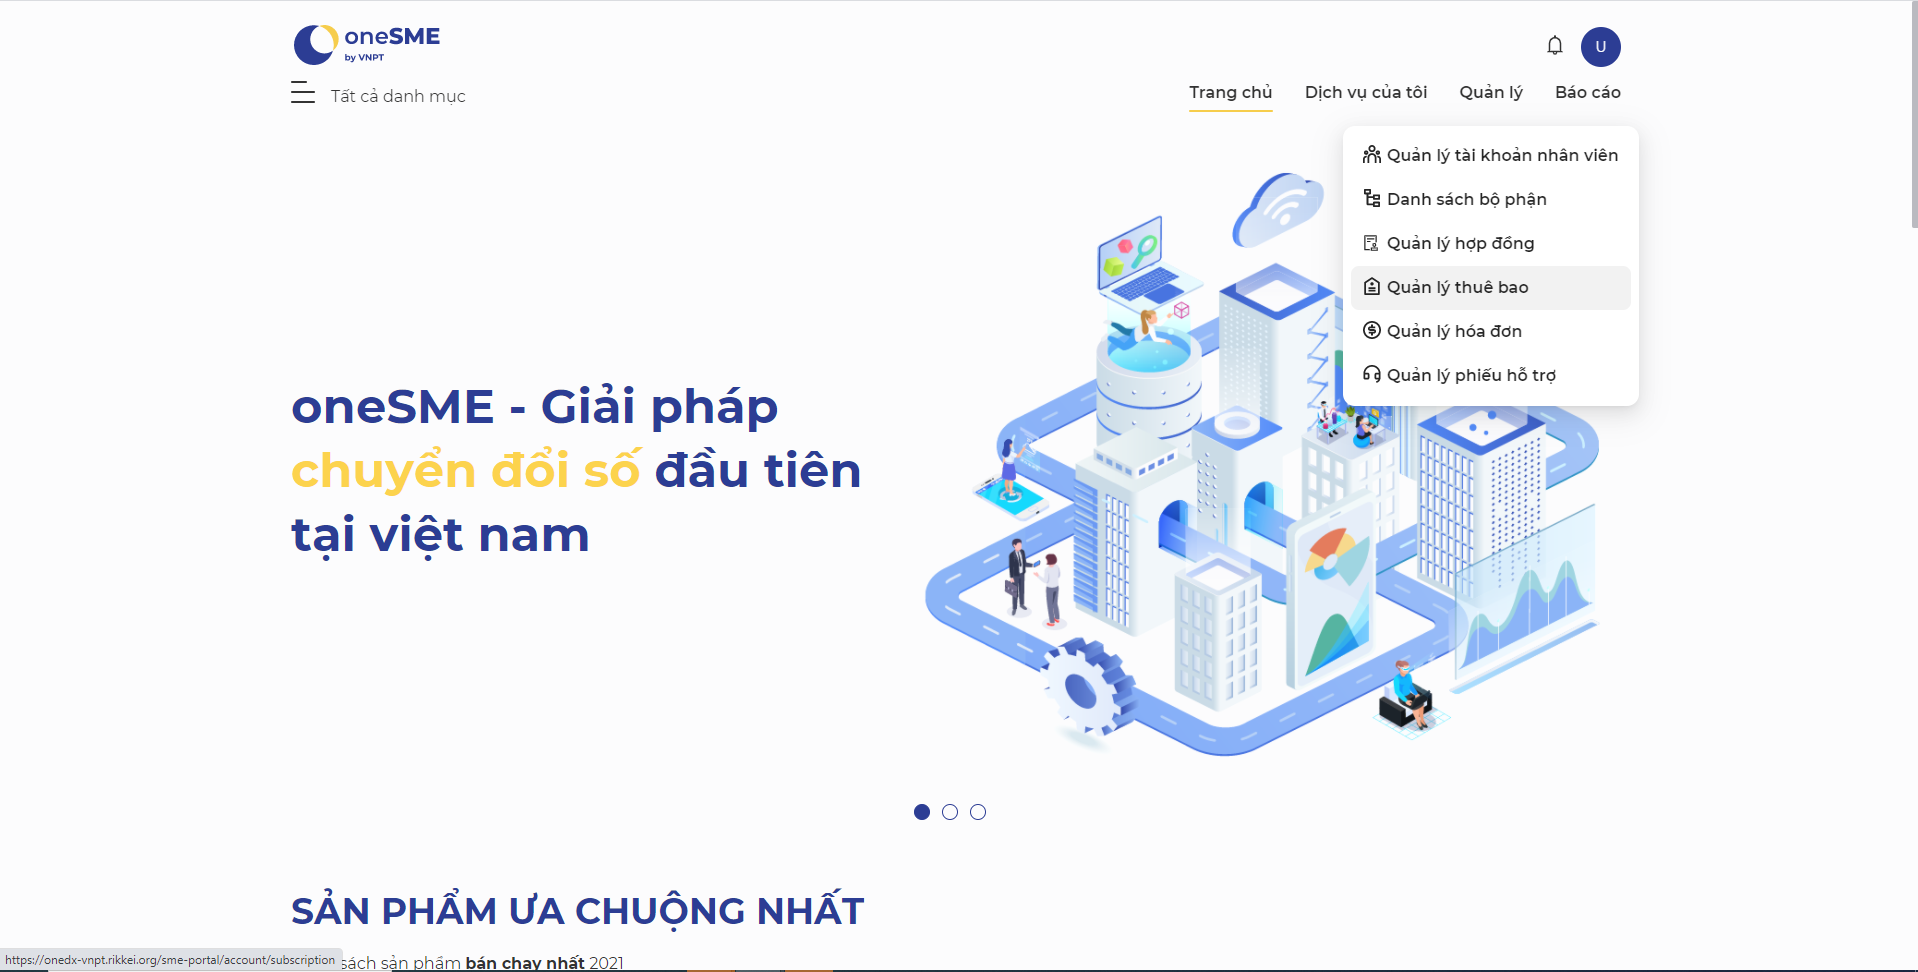 oneSME
by VNPT
U
Tất cả danh mục
Trang chủ
Dịch vụ của tôi
Quản lý
Báo cáo
Quản lý tài khoản nhân viên
Danh sách bộ phận
Quản lý hợp đồng
Quản lý thuê bao
Quản lý hóa đơn
Quản lý phiếu hỗ trợ
oneSME - Giải pháp
chuyển đổi số đầu tiên
tại việt nam
SẢN PHẨM ƯA CHUỘNG NHẤT
sách sản phẩm bán chạy nhất 2021
https://onedx-vnpt.rikkei.org/sme-portal/account/subscription